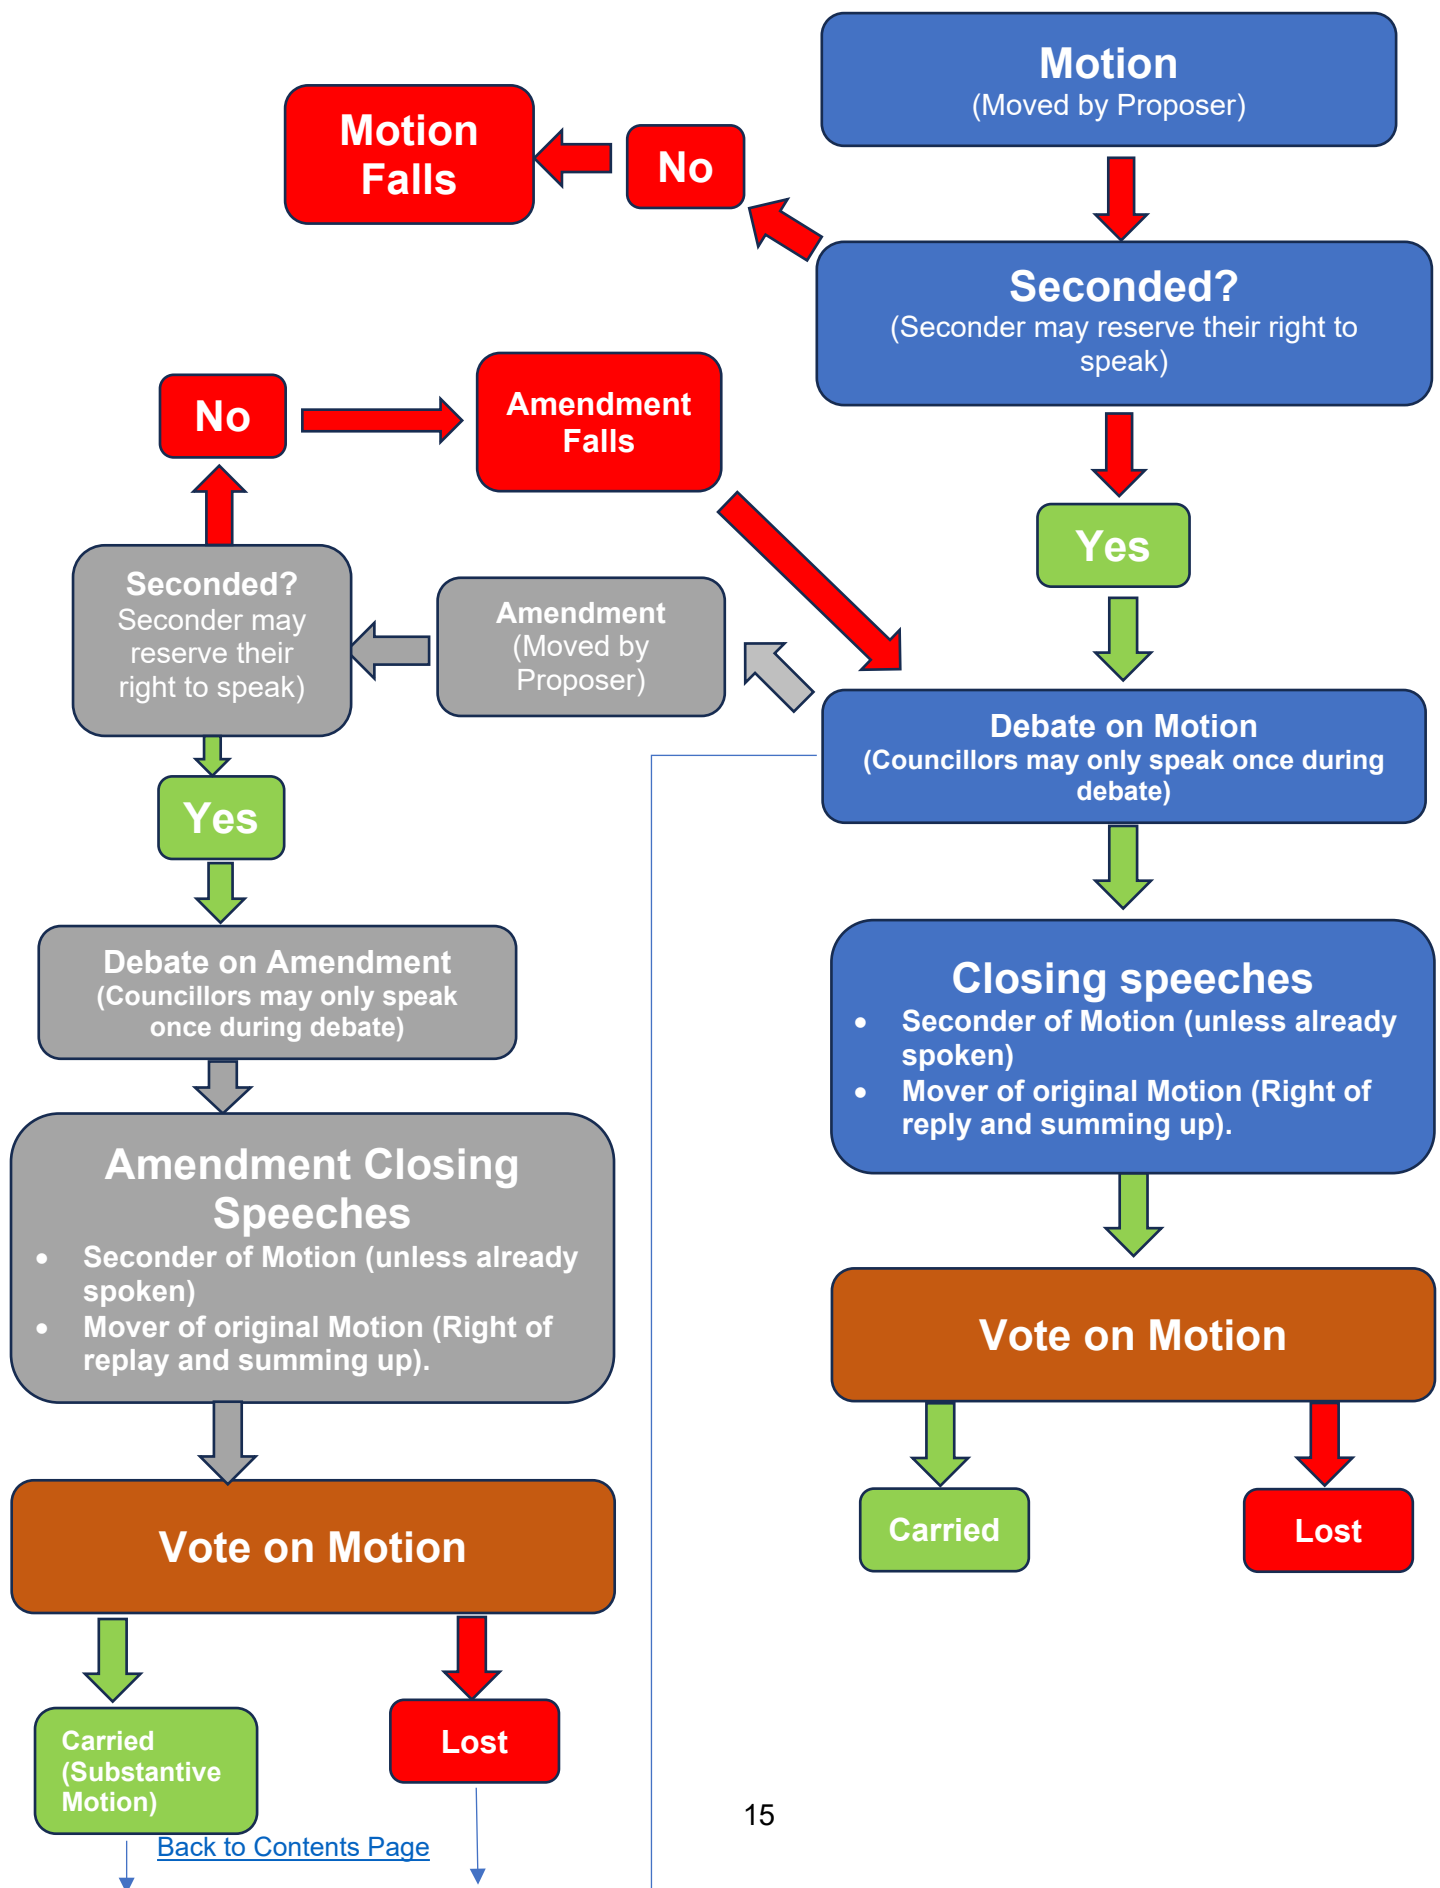 Motion
(Moved by Proposer)
Motion
Falls
No
Seconded?
(Seconder may reserve their right to
speak)
No
Amendment
Falls
Yes
Seconded?
Seconder may
reserve their
right to speak)
Amendment
(Moved by
Proposer)
Debate on Motion
(Councillors may only speak once during
debate)
Yes
Debate on Amendment
(Councillors may only speak
once during debate)
Closing speeches
• Seconder of Motion (unless already
spoken)
• Mover of original Motion (Right of
reply and summing up).
Amendment Closing
Speeches
• Seconder of Motion (unless already
spoken)
• Mover of original Motion (Right of
replay and summing up).
Vote on Motion
Carried
Lost
Vote on Motion
Carried
(Substantive
Motion)
Lost
15
Back to Contents Page